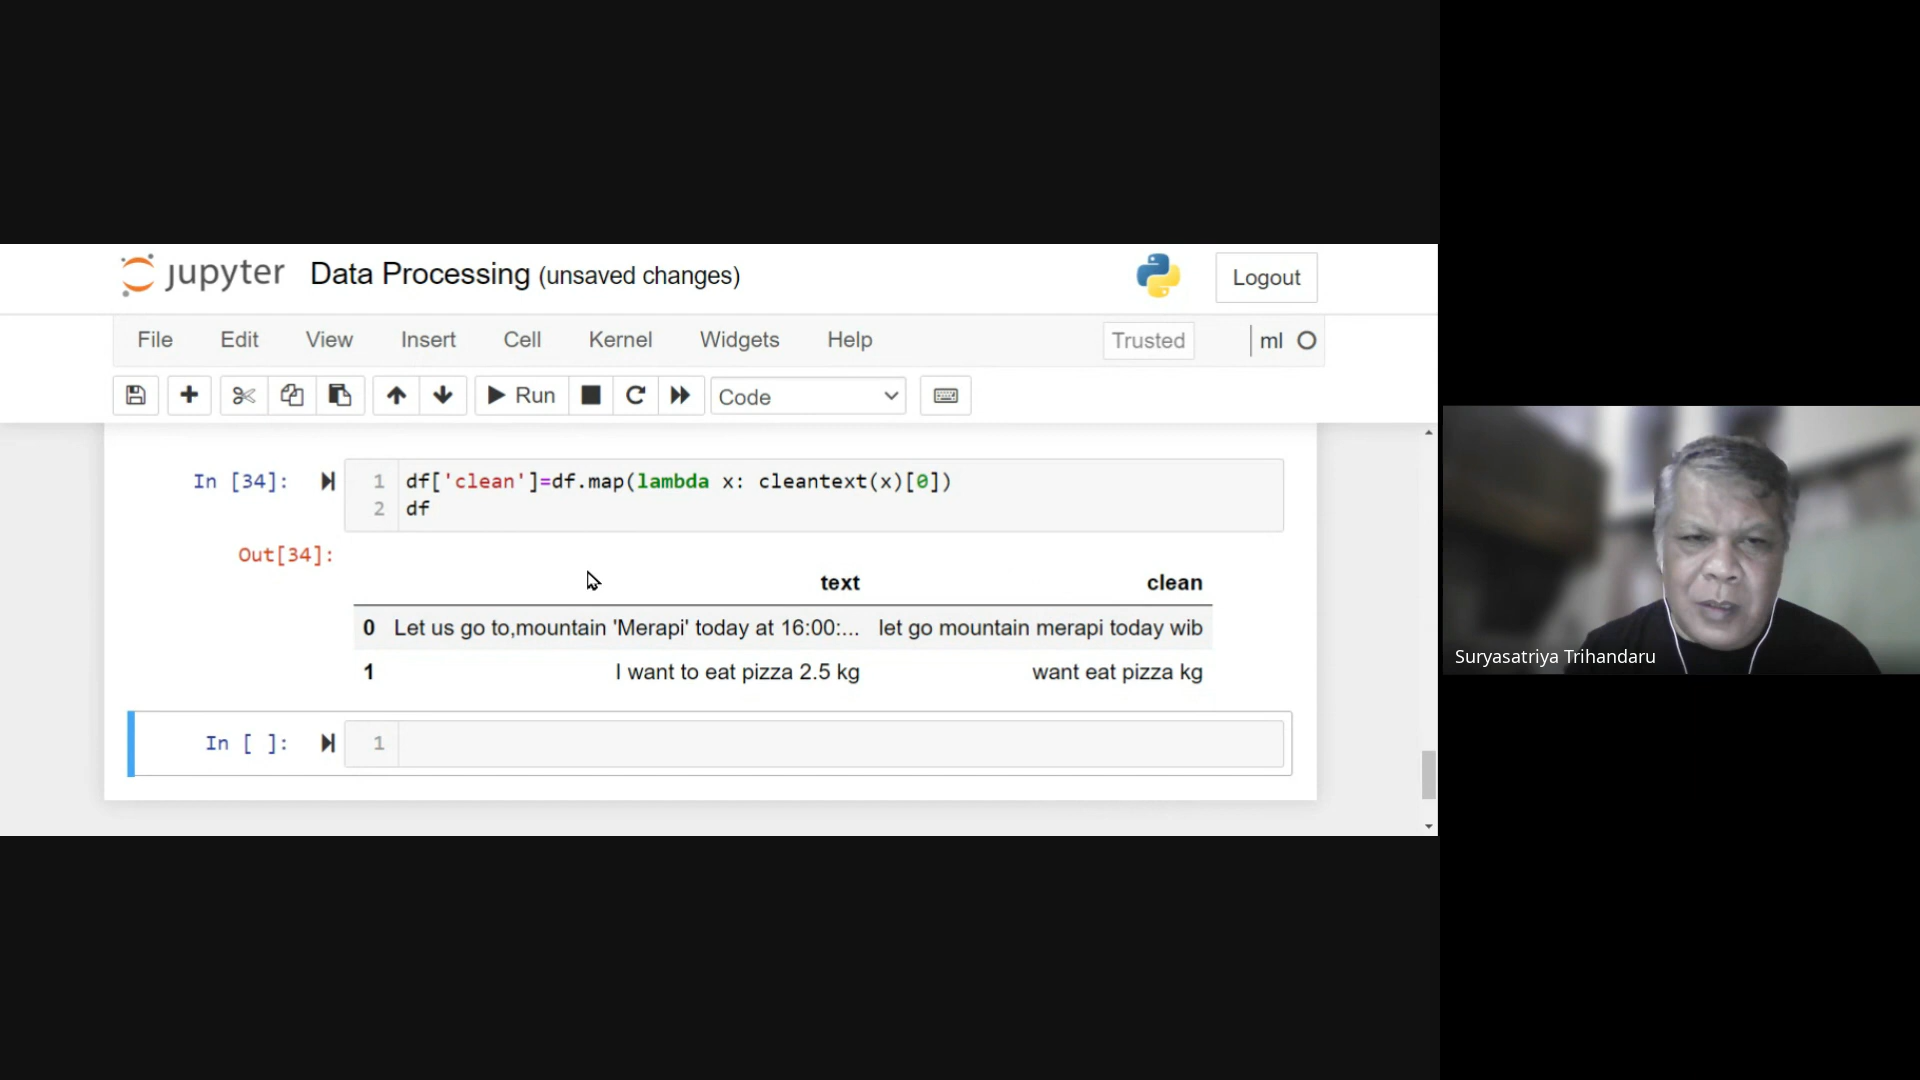 jupyter Data Processing (unsaved changes) Logout
File Edit View Insert Cell Kernel Widgets Help Trusted ml
Run Code
In [34]: 1 df['clean']=df.map(lambda x: cleantext(x)[0])
2 df
Out[34]:
text clean
0 Let us go to,mountain 'Merapi' today at 16:00:... let go mountain merapi today wib
1 I want to eat pizza 2.5 kg want eat pizza kg
In [ ]: 1
Suryasatriya Trihandaru